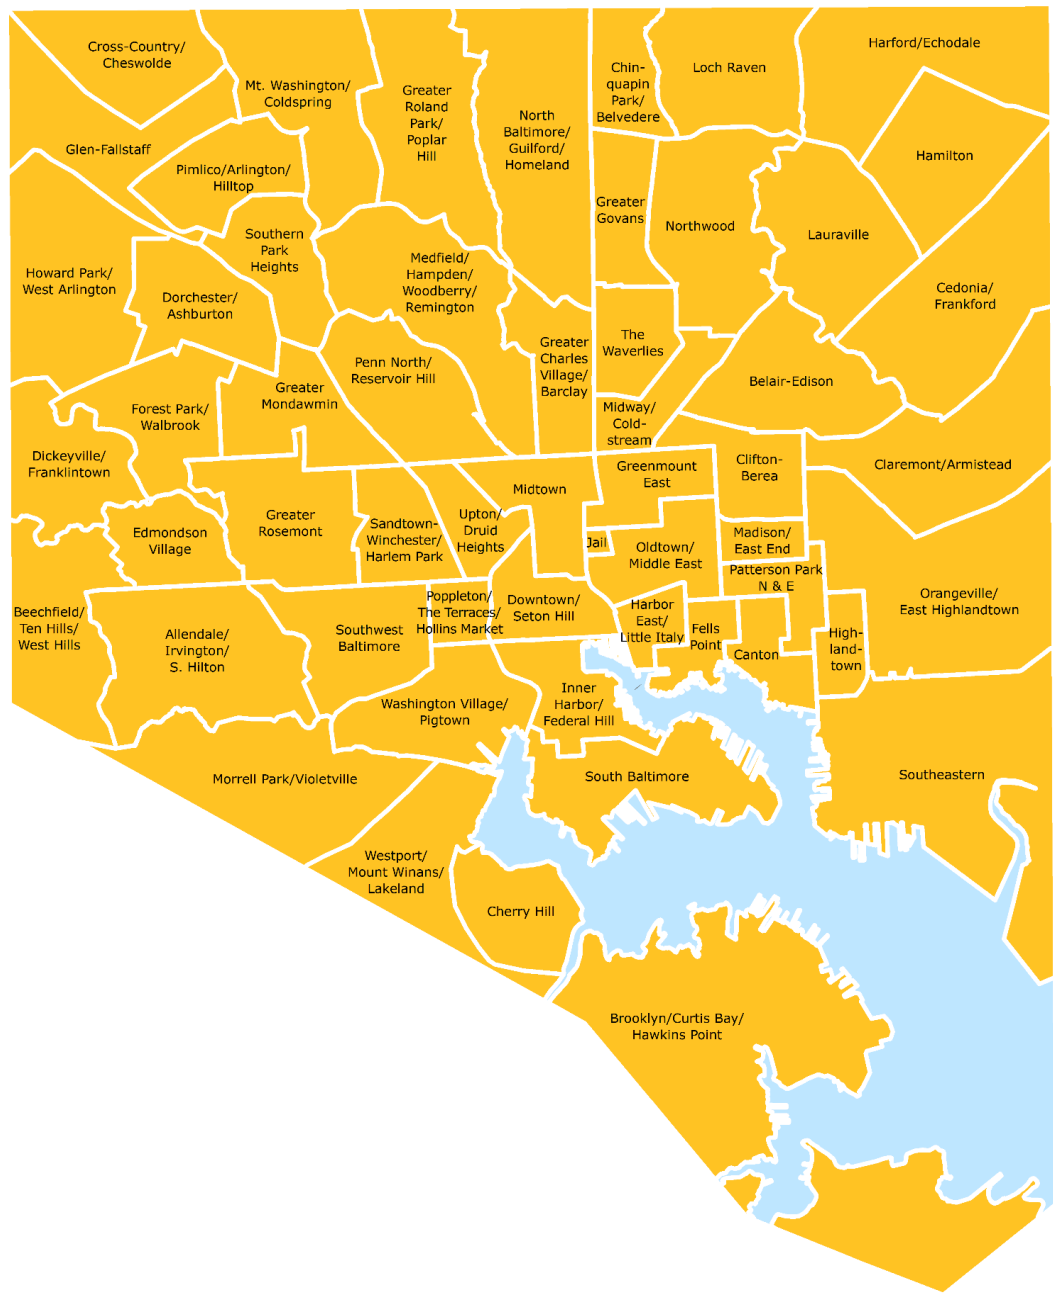 Cross-Country/
Cheswolde
Mt. Washington/
Coldspring
Greater
Roland
Park/
Poplar
Hill
North
Baltimore/
Guilford/
Homeland
Chin-
quapin
Park/
Belvedere
Loch Raven
Harford/Echodale
Glen-Fallstaff
Pimlico/Arlington/
Hilltop
Hamilton
Greater
Govans
Northwood
Lauraville
Southern
Park
Heights
Howard Park/
West Arlington
Dorchester/
Ashburton
Medfield/
Hampden/
Woodberry/
Remington
Cedonia/
Frankford
The
Waverlies
Greater
Charles
Village/
Barclay
Penn North/
Reservoir Hill
Belair-Edison
Greater
Mondawmin
Forest Park/
Walbrook
Midway/
Cold-
stream
Dickeyville/
Franklintown
Greenmount
East
Clifton-
Berea
Claremont/Armistead
Midtown
Edmondson
Village
Greater
Rosemont
Sandtown-
Winchester/
Harlem Park
Upton/
Druid
Heights
Jail
Oldtown/
Middle East
Madison/
East End
Patterson Park
N & E
Orangeville/
East Highlandtown
Beechfield/
Ten Hills/
West Hills
Allendale/
Irvington/
S. Hilton
Southwest
Baltimore
Poppleton/
The Terraces/
Hollins Market
Downtown/
Seton Hill
Harbor
East/
Little Italy
Fells
Point
Canton
High-
land-
town
Washington Village/
Pigtown
Inner
Harbor/
Federal Hill
Morrell Park/Violetville
South Baltimore
Southeastern
Westport/
Mount Winans/
Lakeland
Cherry Hill
Brooklyn/Curtis Bay/
Hawkins Point